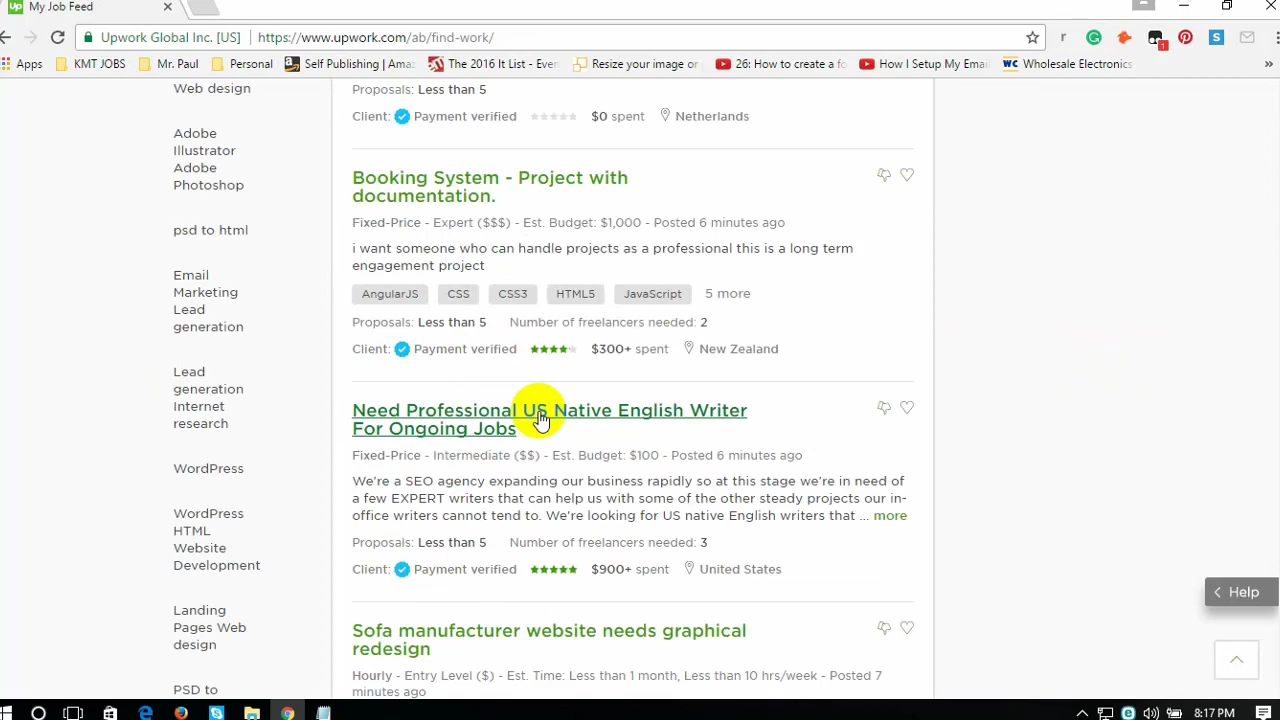 Up My Job Feed
Upwork Global Inc. [US] https://www.upwork.com/ab/find-work/
r S 1
Apps KMT JOBS Mr. Paul Personal a Self Publishing | Ama The 2016 It List - Ever Resize your image or 26: How to create a fo How I Setup My Emai WC Wholesale Electronics »
Web design
Adobe
Illustrator
Adobe
Photoshop
psd to html
Email
Marketing
Lead
generation
Lead
generation
Internet
research
WordPress
WordPress
HTML
Website
Development
Landing
Pages Web
design
PSD to
Proposals: Less than 5
Client: Payment verified $0 spent Netherlands
Booking System - Project with
documentation.
Fixed-Price - Expert ($$$) - Est. Budget: $1,000 - Posted 6 minutes ago
i want someone who can handle projects as a professional this is a long term
engagement project
AngularJS CSS CSS3 HTML5 JavaScript 5 more
Proposals: Less than 5 Number of freelancers needed: 2
Client: Payment verified $300+ spent New Zealand
Need Professional US Native English Writer
For Ongoing Jobs
Fixed-Price - Intermediate ($$) - Est. Budget: $100 - Posted 6 minutes ago
We're a SEO agency expanding our business rapidly so at this stage we're in need of
a few EXPERT writers that can help us with some of the other steady projects our in-
office writers cannot tend to. We're looking for US native English writers that ... more
Proposals: Less than 5 Number of freelancers needed: 3
Client: Payment verified $900+ spent United States
Sofa manufacturer website needs graphical
redesign
Hourly - Entry Level ($) - Est. Time: Less than 1 month, Less than 10 hrs/week - Posted 7
minutes ago
Help
8:17 PM